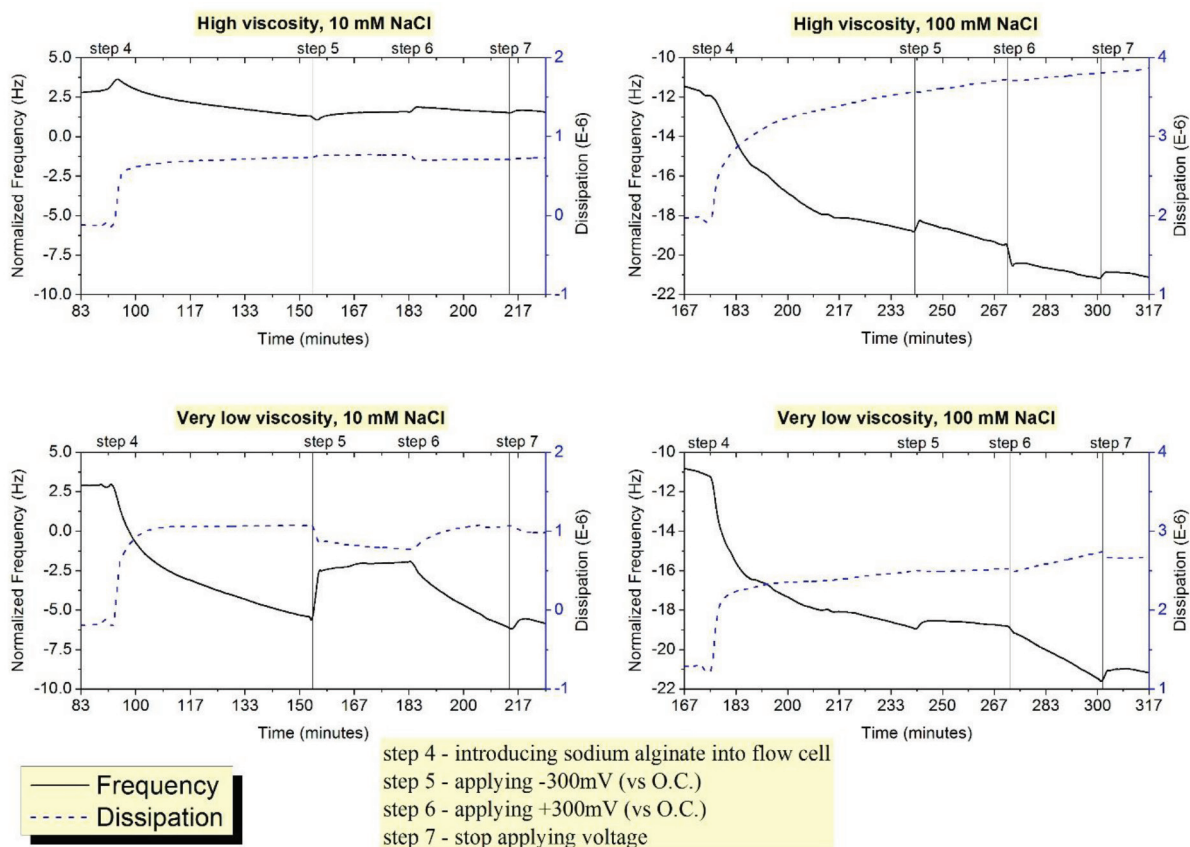 High viscosity, 10 mM NaCl
step 4 step 5 step 6 step 7
5.0
2.5
0.0
-2.5
-5.0
-7.5
-10.0
Normalized Frequency (Hz)
2
1
0
-1
Dissipation (E-6)
83 100 117 133 150 167 183 200 217
Time (minutes)
High viscosity, 100 mM NaCl
step 4 step 5 step 6 step 7
-10
-12
-14
-16
-18
-20
-22
Normalized Frequency (Hz)
4
3
2
1
Dissipation (E-6)
167 183 200 217 233 250 267 283 300 317
Time (minutes)
Very low viscosity, 10 mM NaCl
step 4 step 5 step 6 step 7
5.0
2.5
0.0
-2.5
-5.0
-7.5
-10.0
Normalized Frequency (Hz)
2
1
0
-1
Dissipation (E-6)
83 100 117 133 150 167 183 200 217
Time (minutes)
Very low viscosity, 100 mM NaCl
step 4 step 5 step 6 step 7
-10
-12
-14
-16
-18
-20
-22
Normalized Frequency (Hz)
4
3
2
1
Dissipation (E-6)
167 183 200 217 233 250 267 283 300 317
Time (minutes)
Frequency
Dissipation
step 4 - introducing sodium alginate into flow cell
step 5 - applying -300mV (vs O.C.)
step 6 - applying +300mV (vs O.C.)
step 7 - stop applying voltage